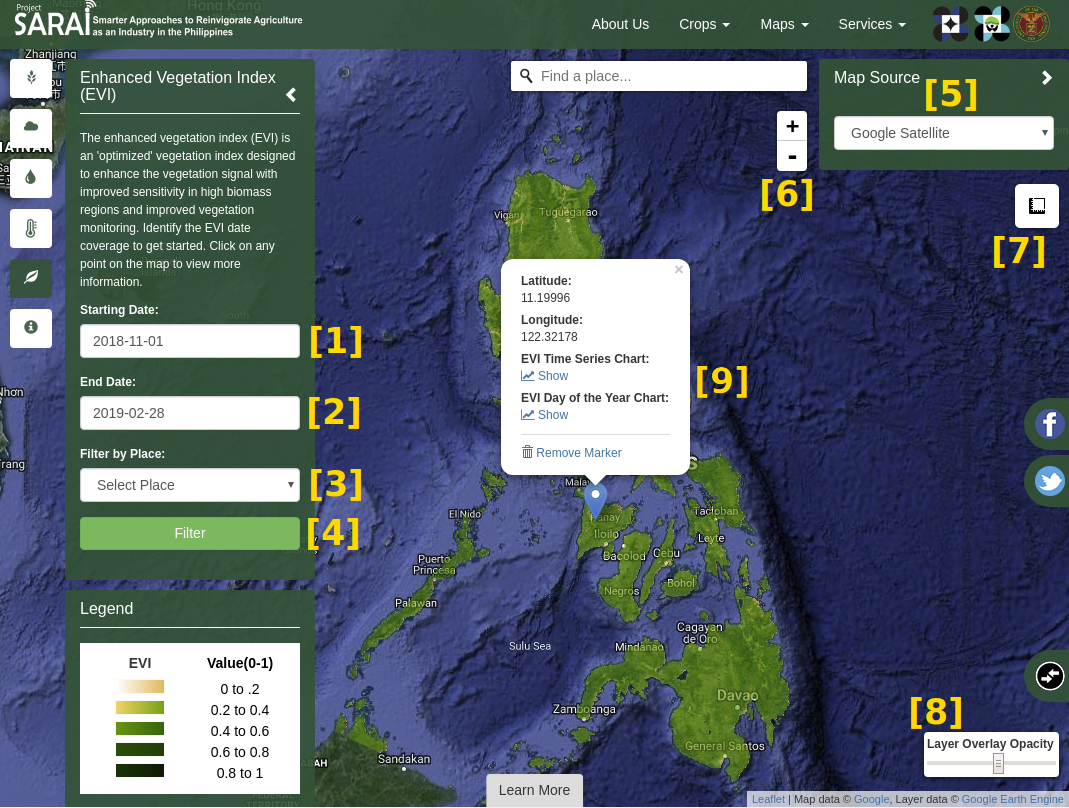 Project
SARAI
Smarter Approaches to Reinvigorate Agriculture
as an Industry in the Philippines
About Us
Crops
Maps
Services
Hong Kong
Zhanjiang
Enhanced Vegetation Index
(EVI)
The enhanced vegetation index (EVI) is
an 'optimized' vegetation index designed
to enhance the vegetation signal with
improved sensitivity in high biomass
regions and improved vegetation
monitoring. Identify the EVI date
coverage to get started. Click on any
point on the map to view more
information.
Starting Date:
2018-11-01
[1]
End Date:
2019-02-28
[2]
Filter by Place:
Select Place
[3]
Filter
[4]
Legend
EVI Value(0-1)
0 to .2
0.2 to 0.4
0.4 to 0.6
0.6 to 0.8
0.8 to 1
Find a place...
+
-
[6]
Map Source
[5]
Google Satellite
[7]
Vigan
Tuguegarao
×
Latitude:
11.19996
Longitude:
122.32178
EVI Time Series Chart:
Show
EVI Day of the Year Chart:
Show
Remove Marker
[9]
S
Nhơn
Trang
South
Malay
El Nido
Panay
Iloilo
Tacloban
Leyte
Bacolod
Cebu
Puerto
Princesa
Negros
Bohol
Palawan
Cagayan
de Oro
Sulu Sea
Mindanao
Davao
Zamboanga
General Santos
Sandakan
SABAH
FEDERAL
TERRITORY
[8]
Layer Overlay Opacity
Learn More
Leaflet | Map data © Google, Layer data © Google Earth Engine